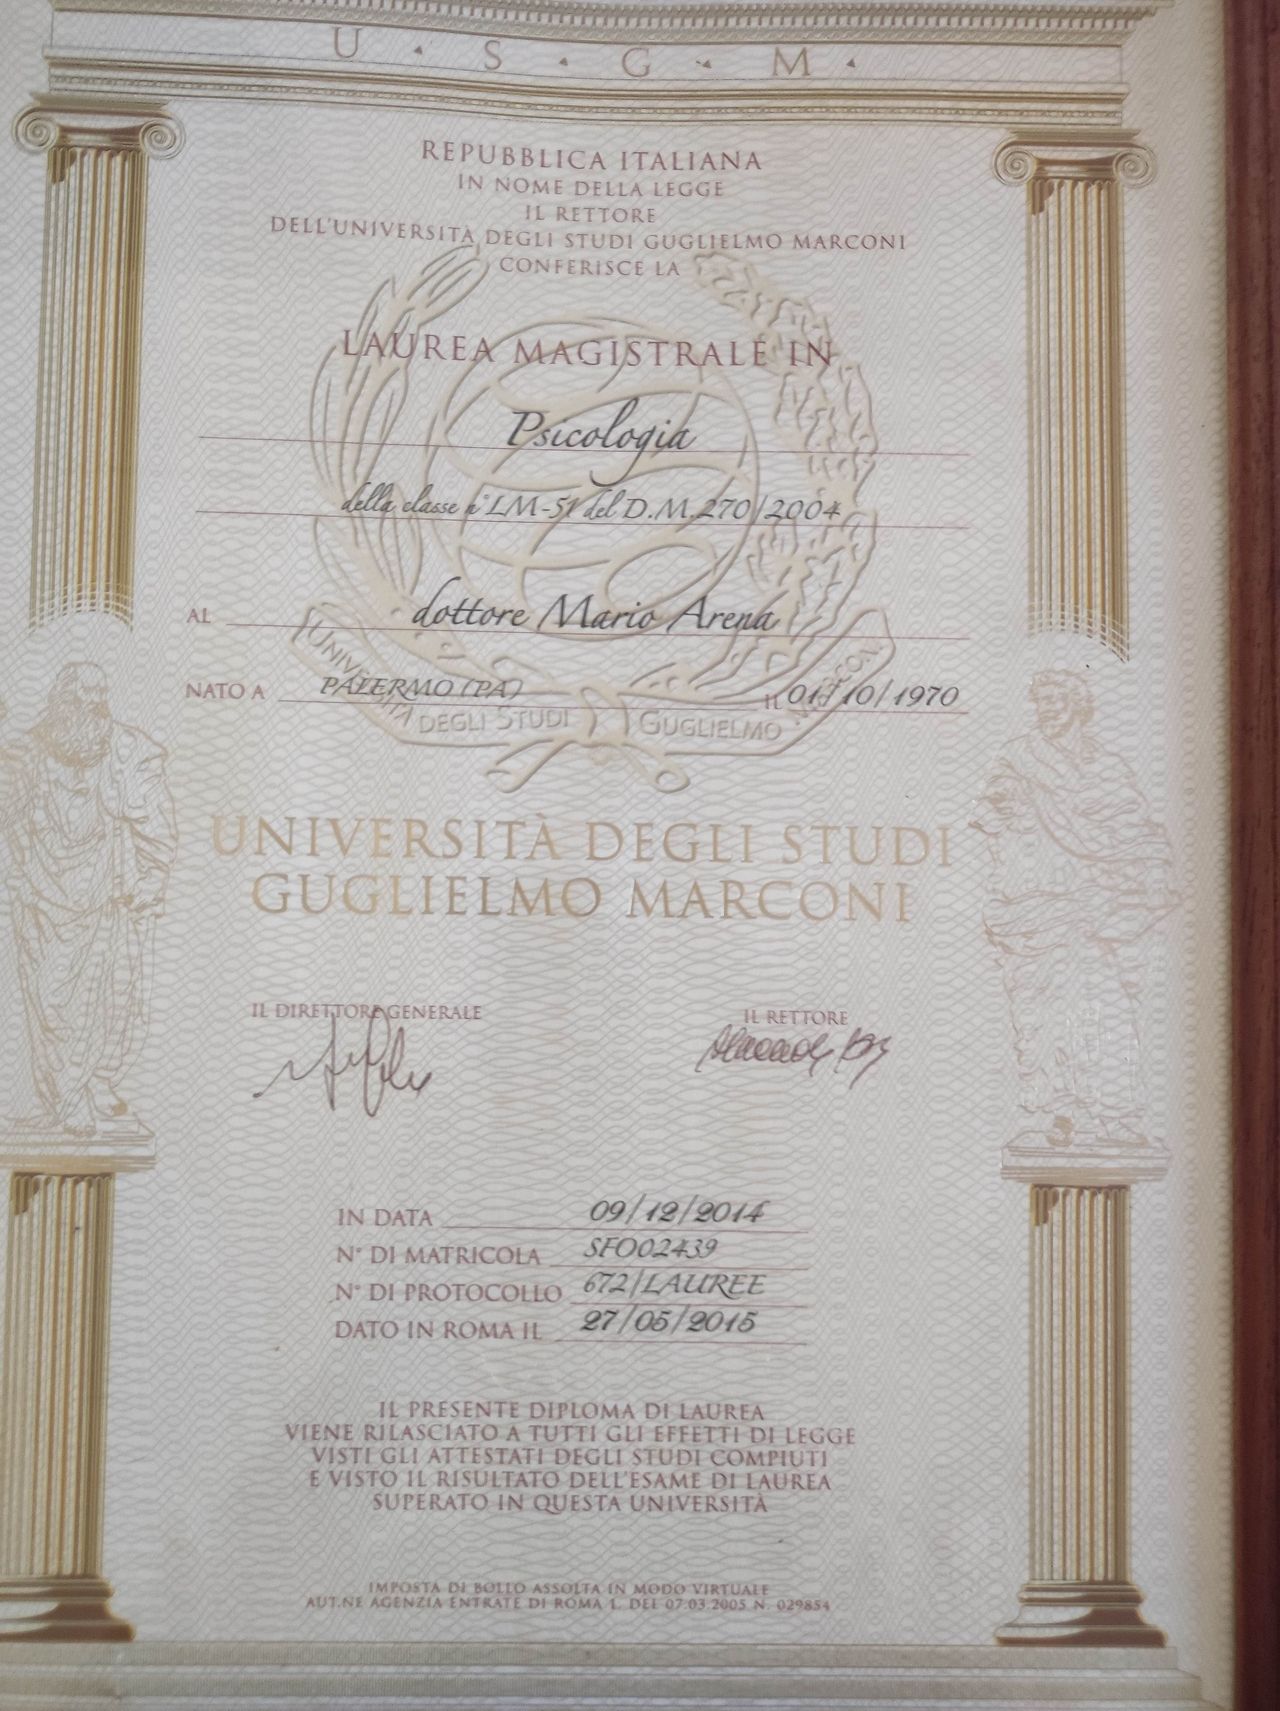 U · S · G · M ·
REPUBBLICA ITALIANA
IN NOME DELLA LEGGE
IL RETTORE
DELL'UNIVERSITÀ DEGLI STUDI GUGLIELMO MARCONI
CONFERISCE LA
LAUREA MAGISTRALE IN
Psicologia
della classe n° LM-51 del D.M. 270/2004
AL dottore Mario Arena
NATO A PALERMO (PA) IL 01/10/1970
UNIVERSITÀ DEGLI STUDI GUGLIELMO MARCONI
UNIVERSITÀ DEGLI STUDI
GUGLIELMO MARCONI
IL DIRETTORE GENERALE IL RETTORE
IN DATA 09/12/2014
N° DI MATRICOLA SFO02439
N° DI PROTOCOLLO 672/LAUREE
DATO IN ROMA IL 27/05/2015
IL PRESENTE DIPLOMA DI LAUREA
VIENE RILASCIATO A TUTTI GLI EFFETTI DI LEGGE
VISTI GLI ATTESTATI DEGLI STUDI COMPIUTI
E VISTO IL RISULTATO DELL'ESAME DI LAUREA
SUPERATO IN QUESTA UNIVERSITÀ
IMPOSTA DI BOLLO ASSOLTA IN MODO VIRTUALE
AUT.NE AGENZIA ENTRATE DI ROMA 1. DEL 07.03.2005 N. 029854